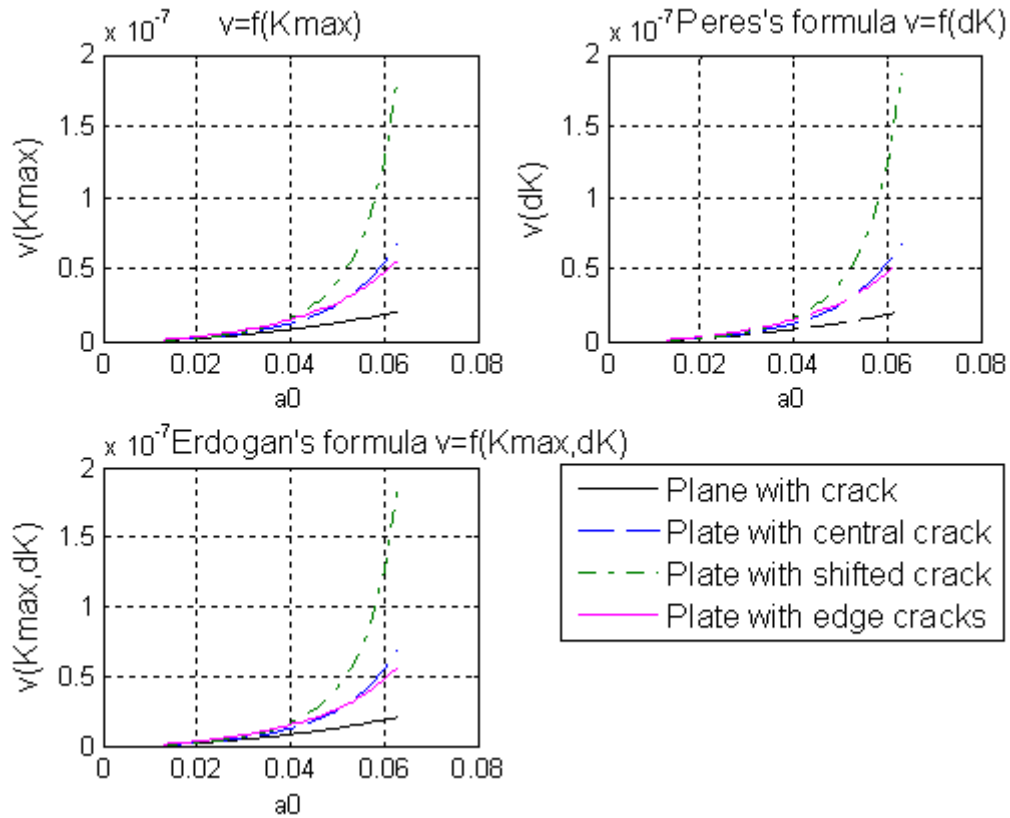 x 10-7 v=f(Kmax)
2
1.5
1
0.5
0
v(Kmax)
0 0.02 0.04 0.06 0.08
a0
x 10-7 Peres's formula v=f(dK)
2
1.5
1
0.5
0
v(dK)
0 0.02 0.04 0.06 0.08
a0
x 10-7 Erdogan's formula v=f(Kmax,dK)
2
1.5
1
0.5
0
v(Kmax,dK)
0 0.02 0.04 0.06 0.08
a0
Plane with crack
Plate with central crack
Plate with shifted crack
Plate with edge cracks